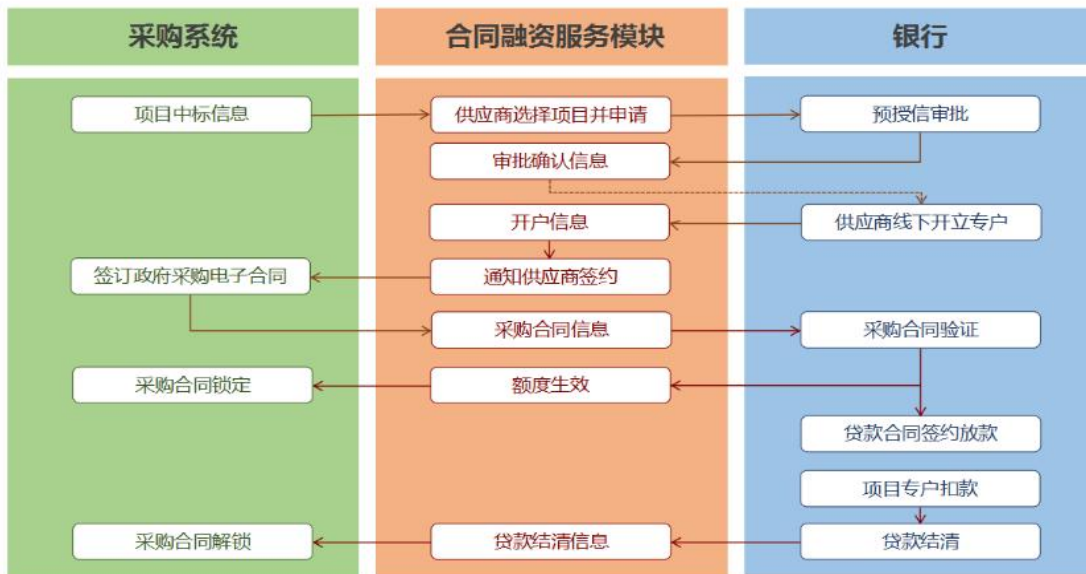 采购系统
合同融资服务模块
银行
项目中标信息
供应商选择项目并申请
预授信审批
审批确认信息
开户信息
供应商线下开立专户
签订政府采购电子合同
通知供应商签约
采购合同信息
采购合同验证
采购合同锁定
额度生效
贷款合同签约放款
项目专户扣款
采购合同解锁
贷款结清信息
贷款结清